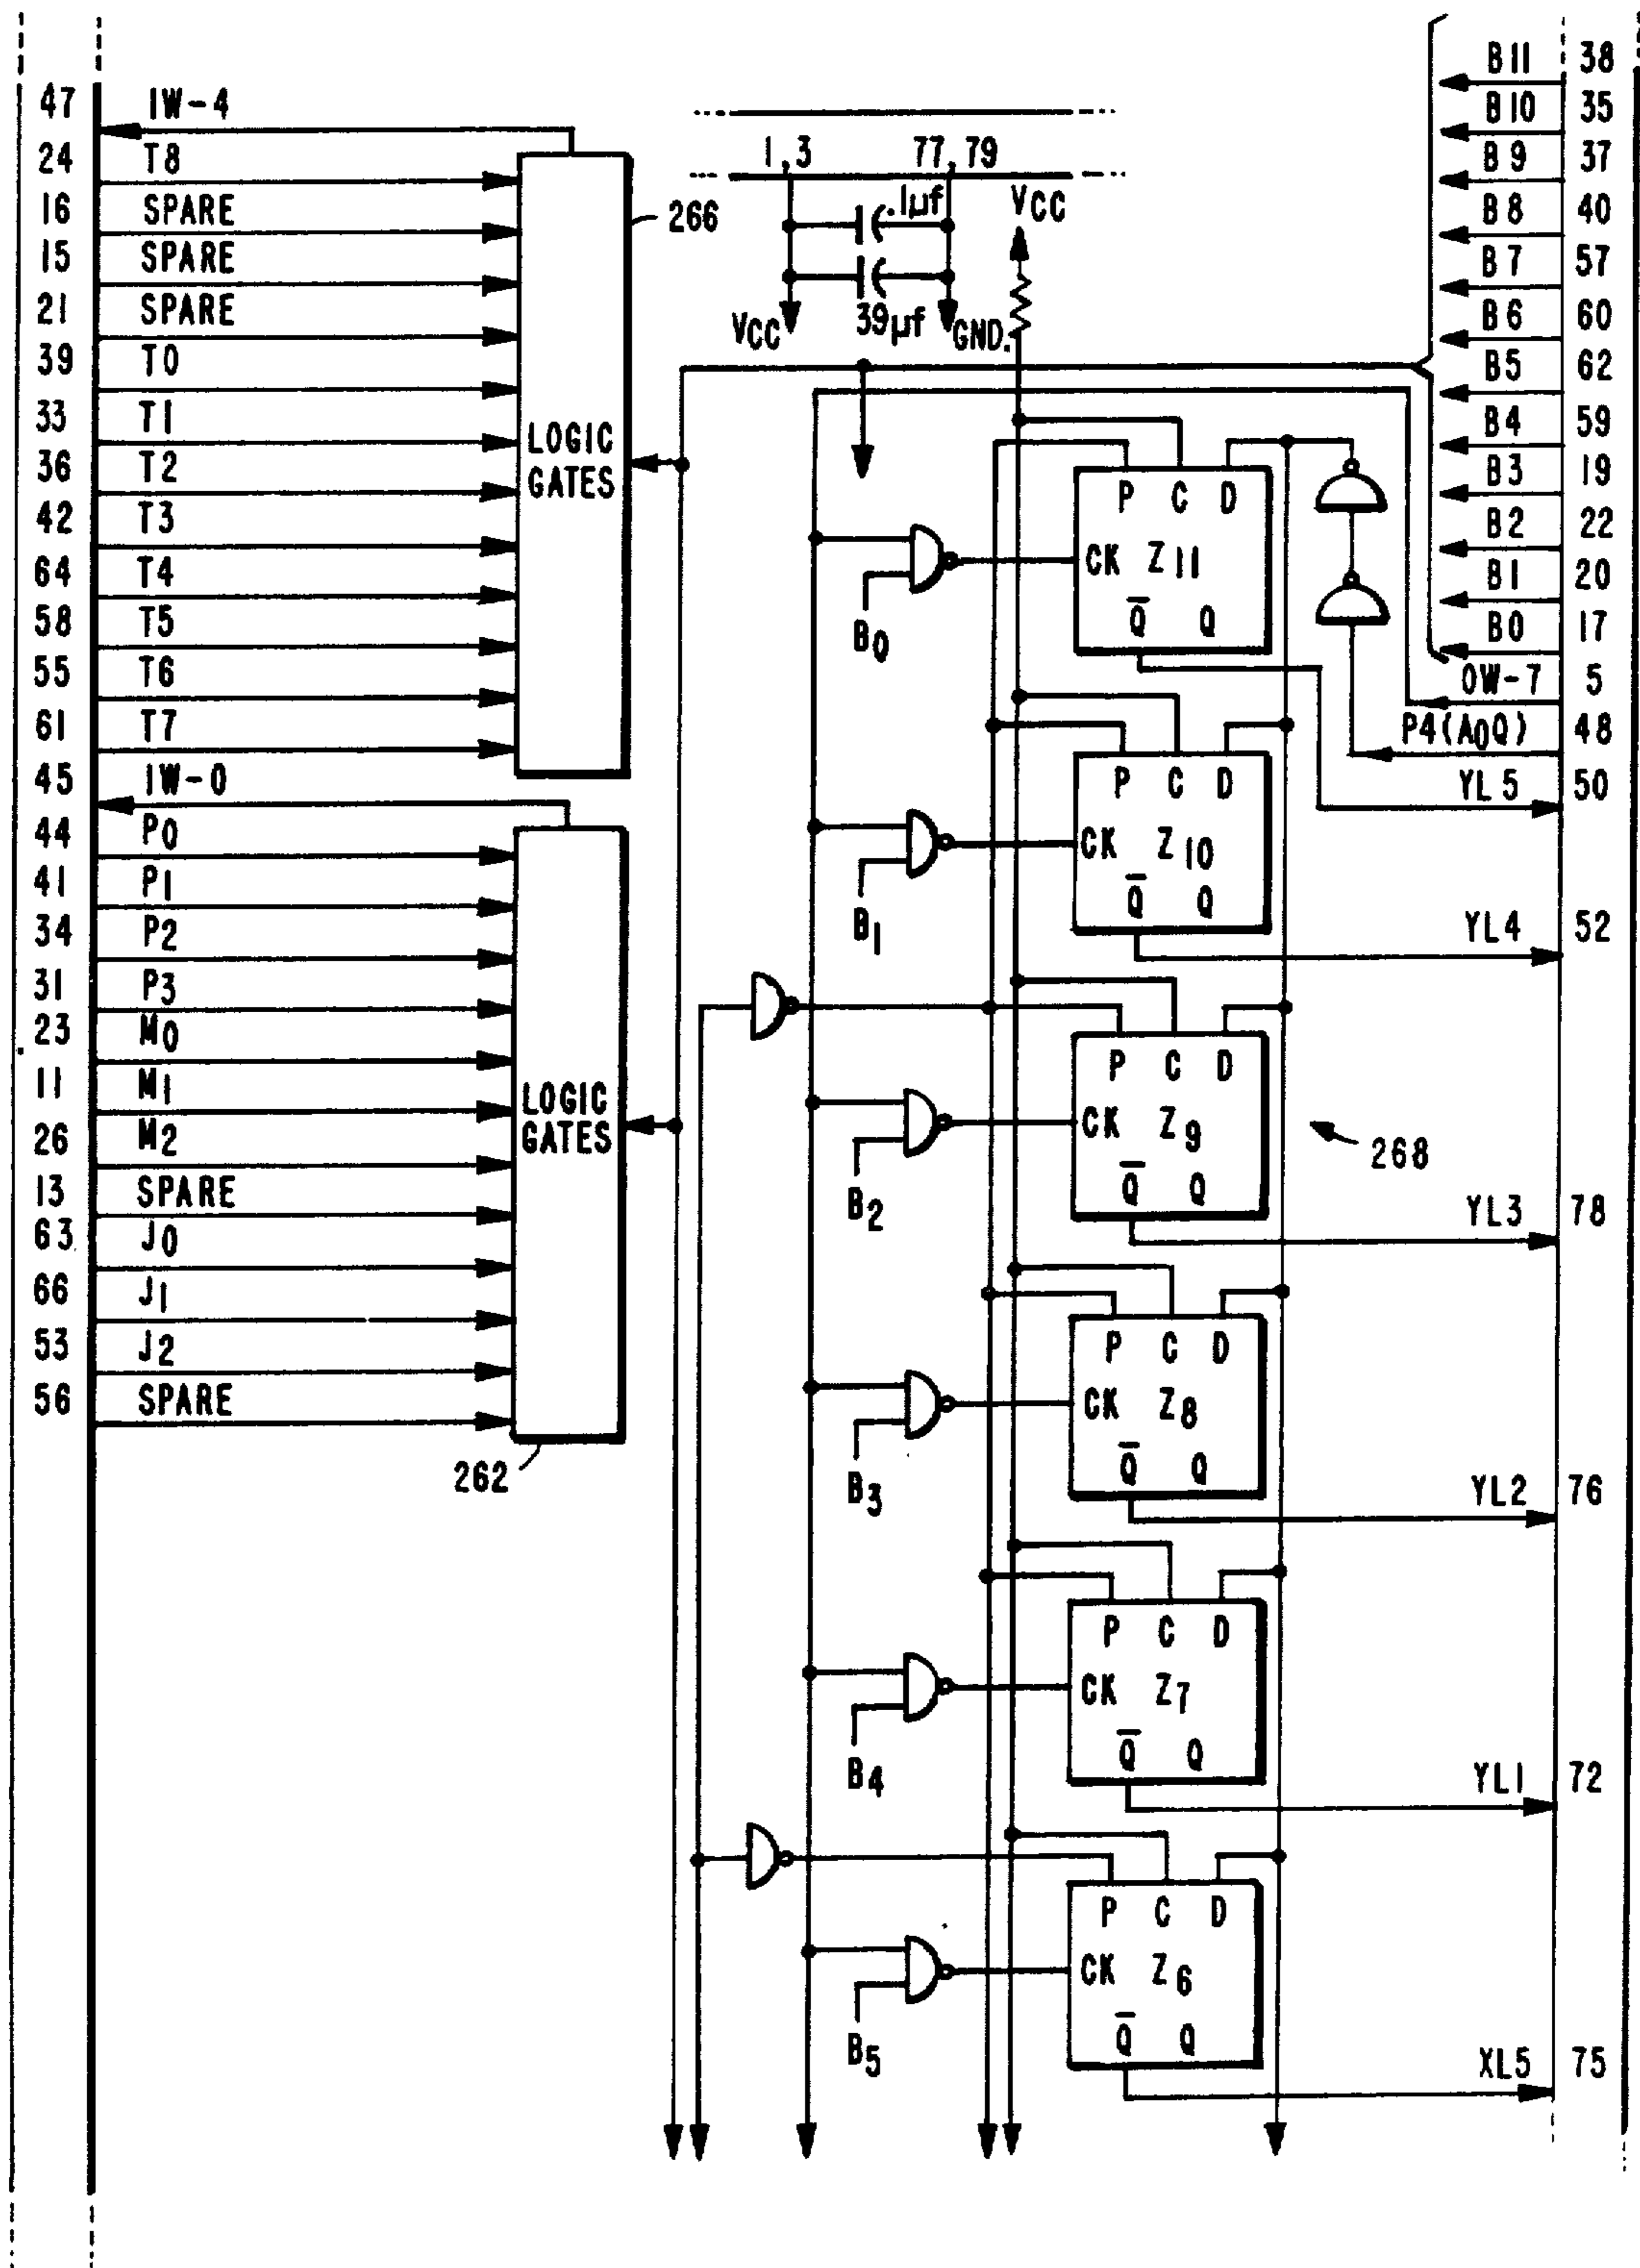 47 IW-4
24 T8
16 SPARE
15 SPARE
21 SPARE
39 T0
33 T1
36 T2
42 T3
64 T4
58 T5
55 T6
61 T7
45 IW-0
44 P0
41 P1
34 P2
31 P3
23 M0
11 M1
26 M2
13 SPARE
63 J0
66 J1
53 J2
56 SPARE
LOGIC
GATES
266
LOGIC
GATES
262
1,3 77,79
.1µf
VCC
39µf
VCC
GND.
P C D
CK Z11
Q̅ Q
B0
P C D
CK Z10
Q̅ Q
B1
P C D
CK Z9
Q̅ Q
B2
268
P C D
CK Z8
Q̅ Q
B3
P C D
CK Z7
Q̅ Q
B4
P C D
CK Z6
Q̅ Q
B5
B11 38
B10 35
B9 37
B8 40
B7 57
B6 60
B5 62
B4 59
B3 19
B2 22
B1 20
B0 17
OW-7 5
P4(A0Q) 48
YL5 50
YL4 52
YL3 78
YL2 76
YL1 72
XL5 75